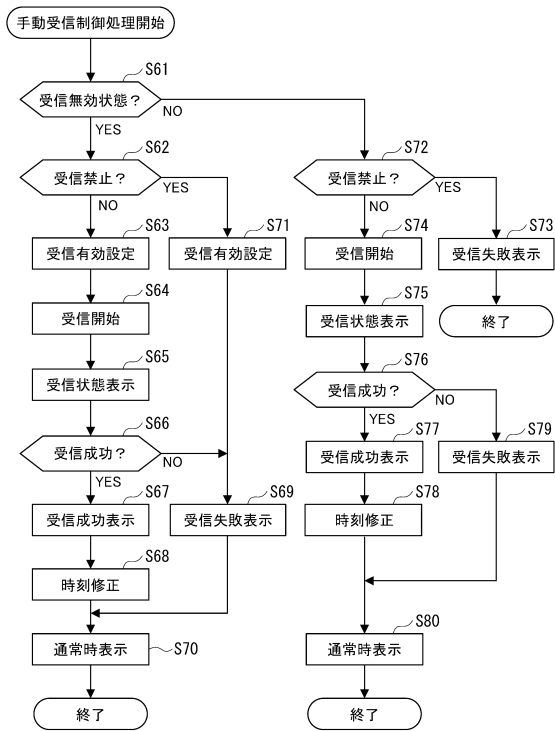 手動受信制御処理開始
S61
受信無効状態？
NO
YES
S62
受信禁止？
YES
NO
S63
受信有効設定
S71
受信有効設定
S64
受信開始
S65
受信状態表示
S66
受信成功？
NO
YES
S67
受信成功表示
S69
受信失敗表示
S68
時刻修正
通常時表示
S70
終了
S72
受信禁止？
YES
NO
S74
受信開始
S73
受信失敗表示
終了
S75
受信状態表示
S76
受信成功？
NO
YES
S77
受信成功表示
S79
受信失敗表示
S78
時刻修正
S80
通常時表示
終了